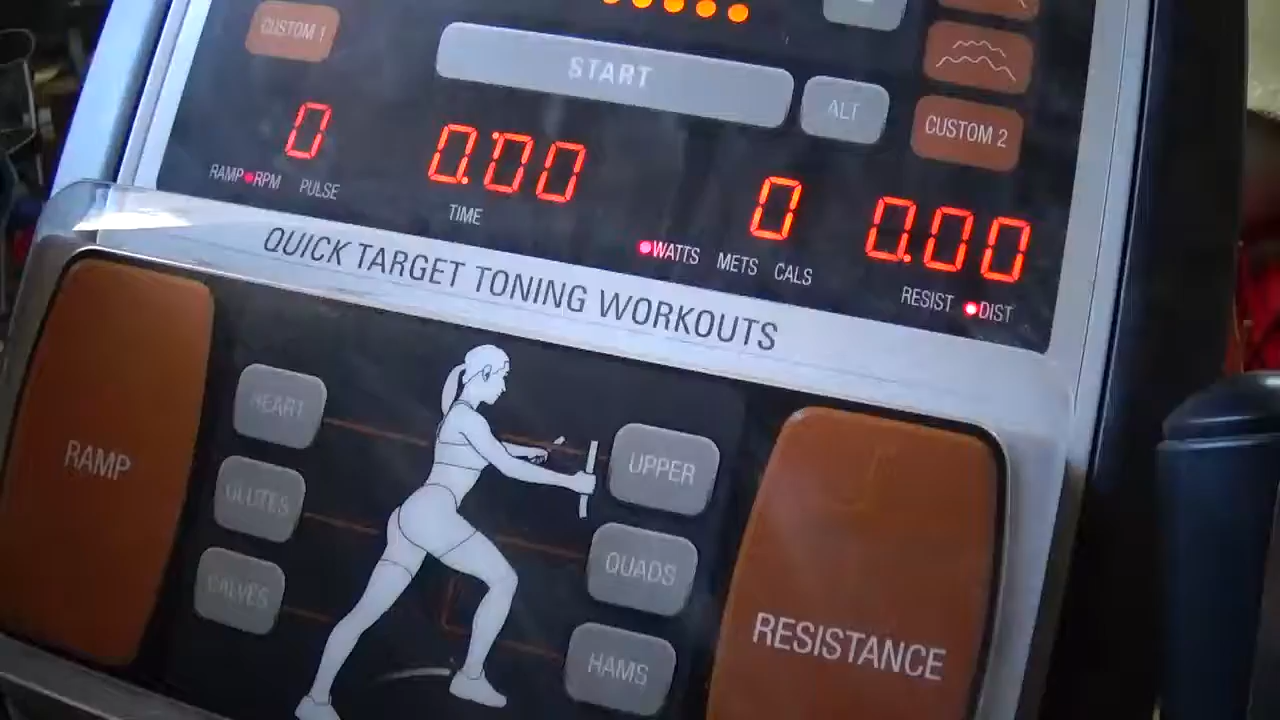 CUSTOM 1
START
ALT
CUSTOM 2
0
0:00
0
0.00
RAMP RPM PULSE
TIME
WATTS METS CALS
RESIST DIST
QUICK TARGET TONING WORKOUTS
HEART
UPPER
RAMP
GLUTES
QUADS
CALVES
HAMS
RESISTANCE